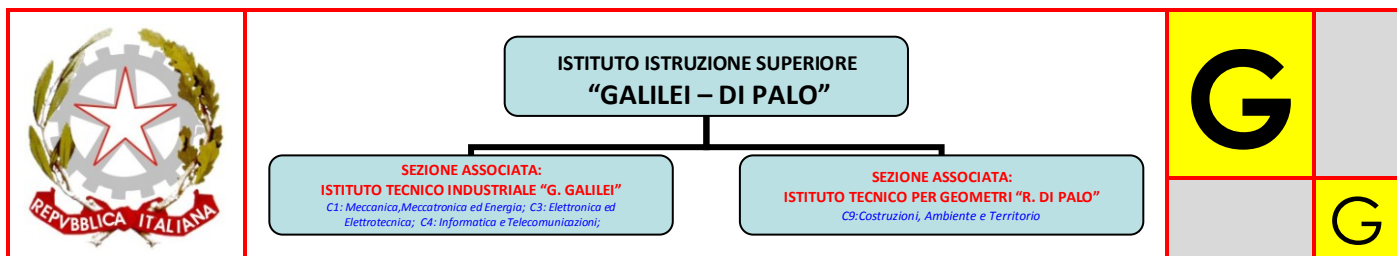 REPVBBLICA ITALIANA
ISTITUTO ISTRUZIONE SUPERIORE
“GALILEI – DI PALO”
SEZIONE ASSOCIATA:
ISTITUTO TECNICO INDUSTRIALE “G. GALILEI”
C1: Meccanica,Meccatronica ed Energia; C3: Elettronica ed
Elettrotecnica; C4: Informatica e Telecomunicazioni;
SEZIONE ASSOCIATA:
ISTITUTO TECNICO PER GEOMETRI “R. DI PALO”
C9:Costruzioni, Ambiente e Territorio
G
G